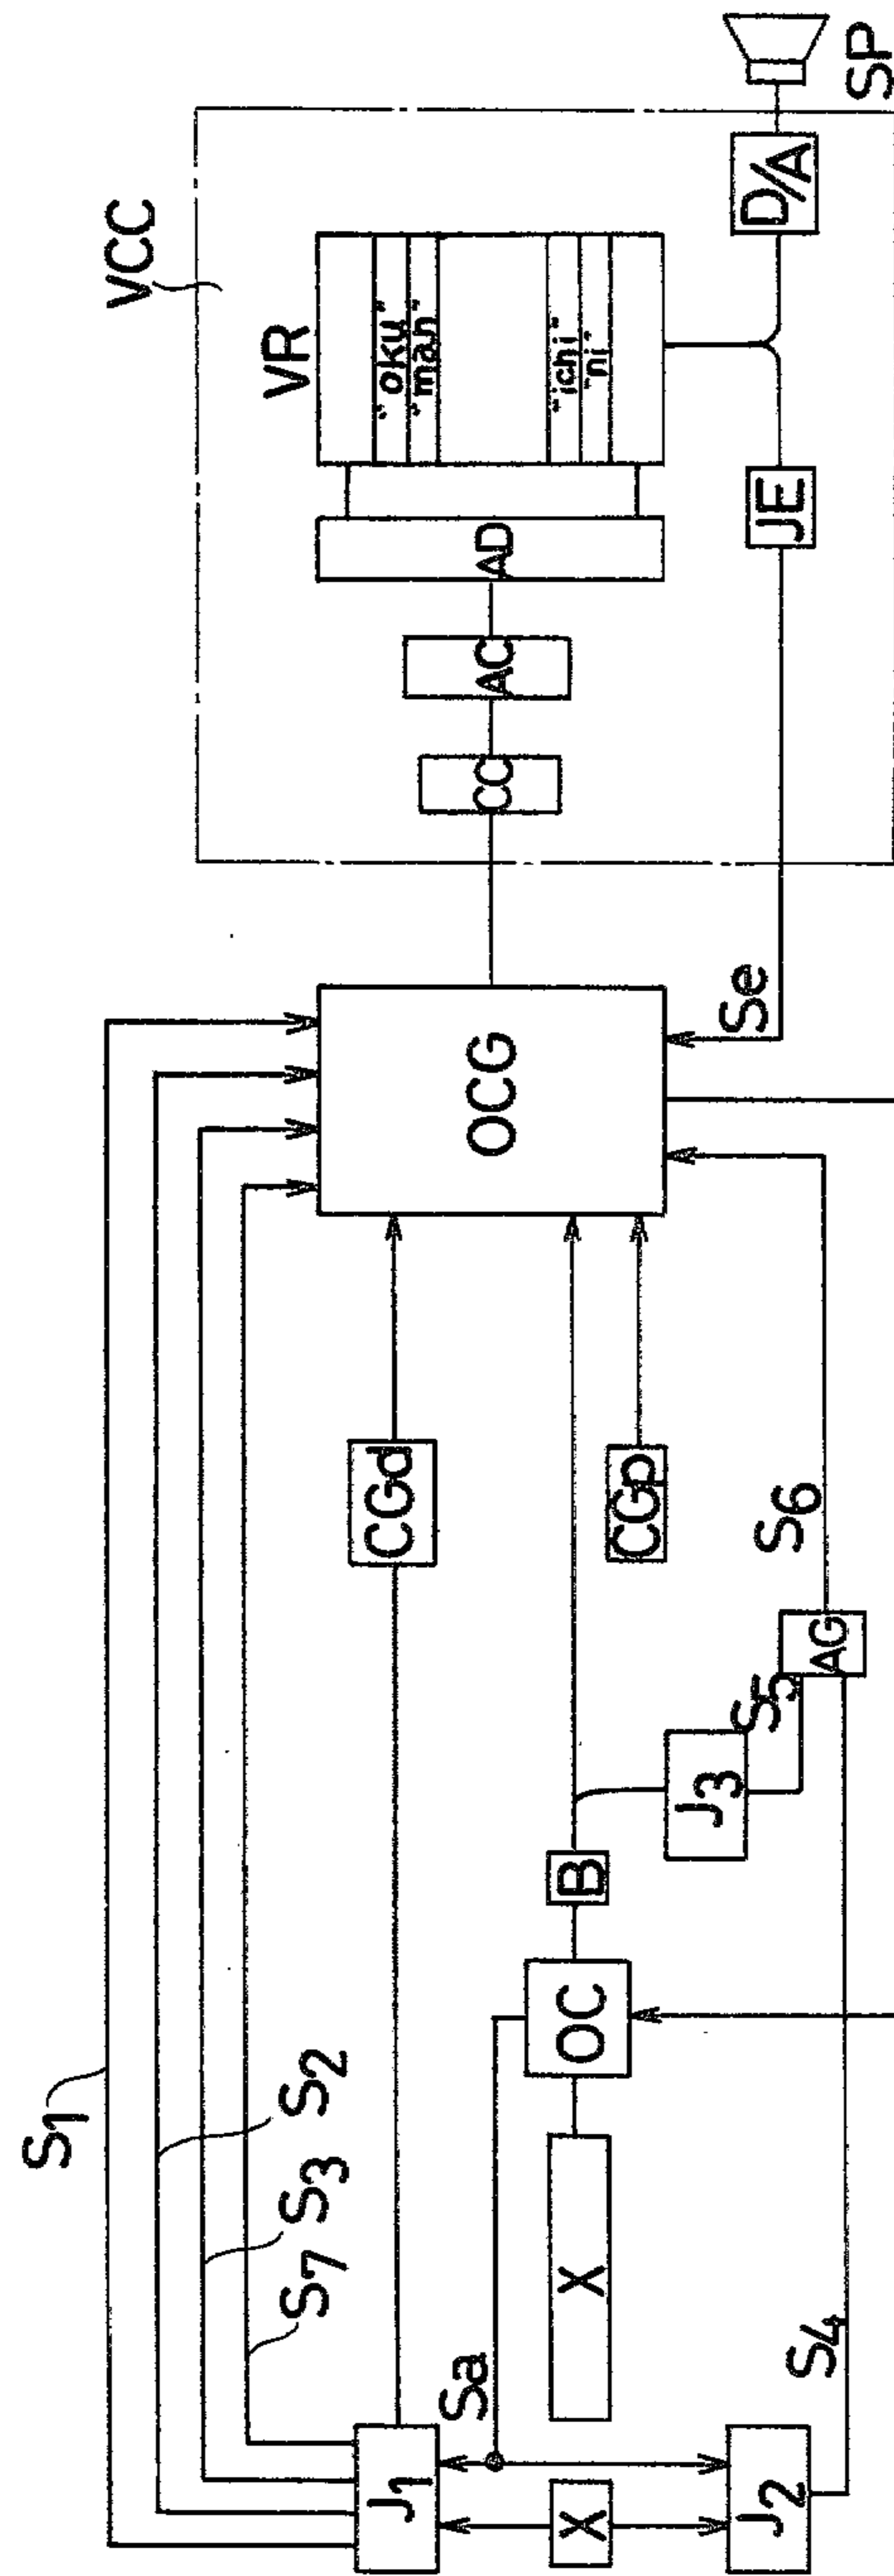 S1
S2
S3
S7
VCC
VR
"oku"
"man"
"ichi"
"ni"
AD
AC
CC
JE
D/A
SP
OCG
Se
CGd
CGp
S6
AG
S5
J3
B
OC
X
Sa
J1
X
J2
S4